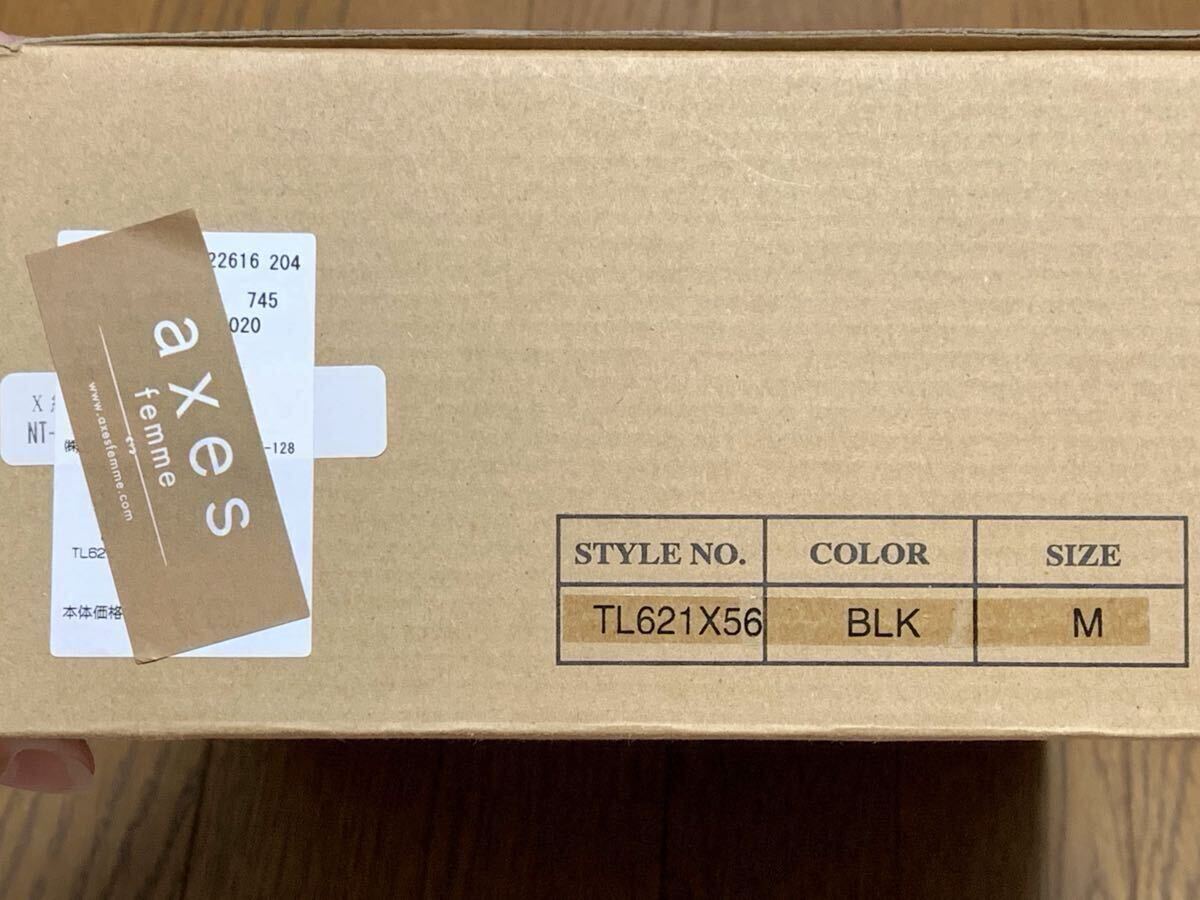 22616 204
745
020
X
NT-
㈱
-128
TL62
本体価格
axes
femme
www.axesfemme.com
STYLE NO. COLOR SIZE
TL621X56 BLK M